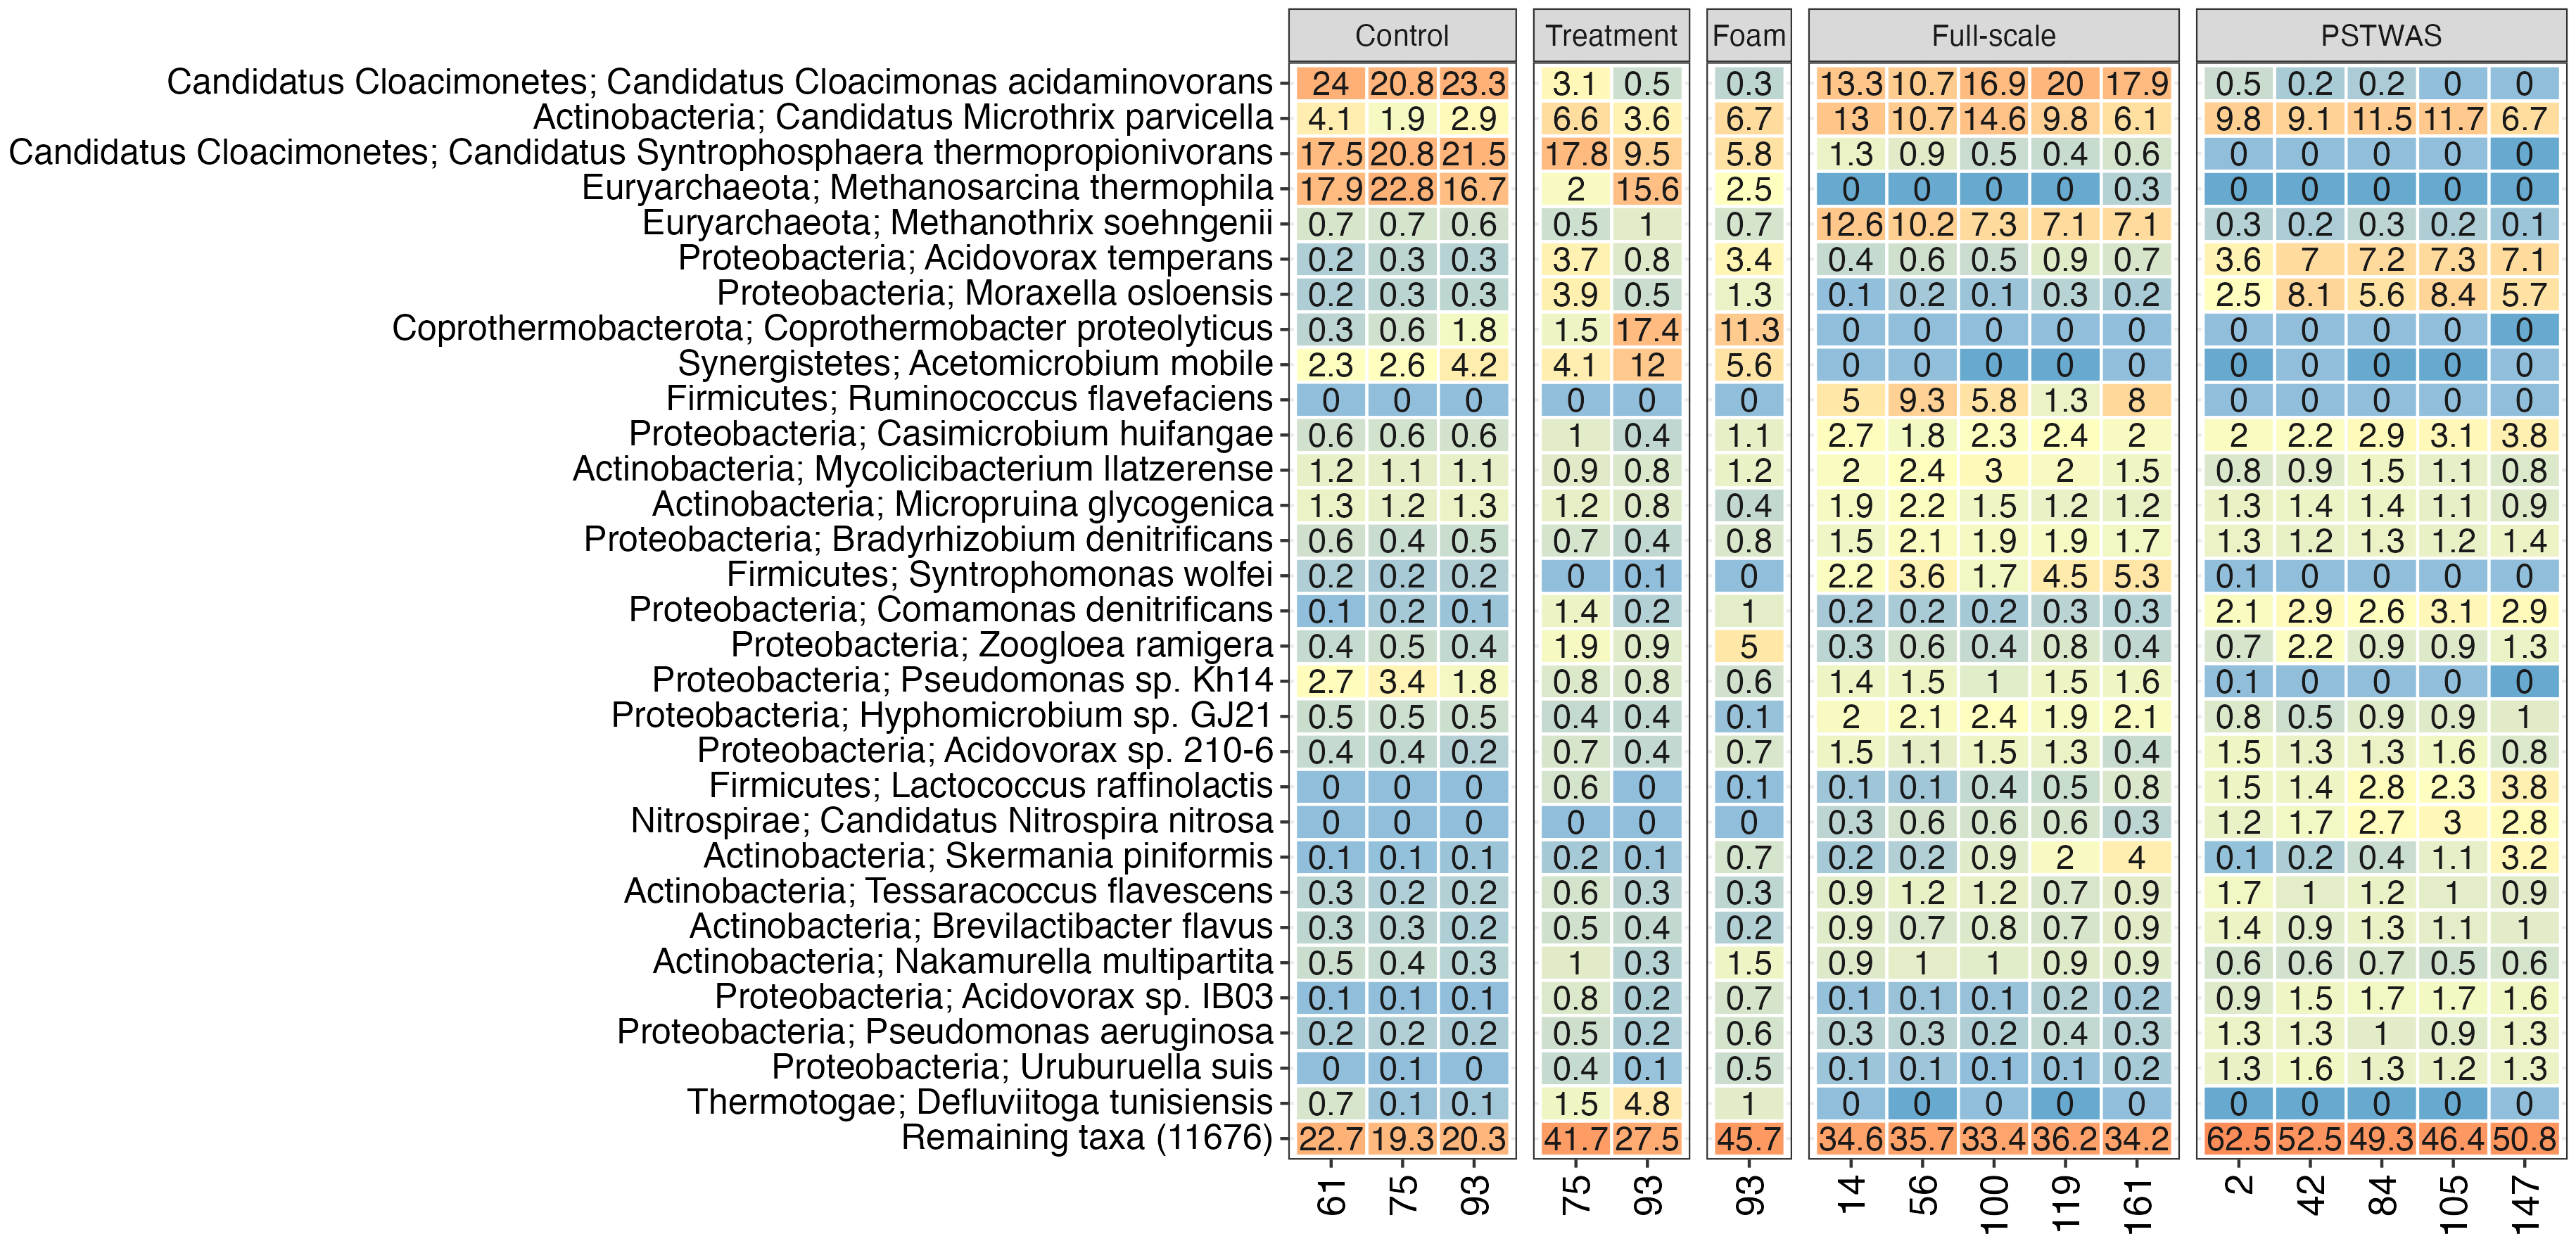 Control Treatment Foam Full-scale PSTWAS
Candidatus Cloacimonetes; Candidatus Cloacimonas acidaminovorans 24 20.8 23.3 3.1 0.5 0.3 13.3 10.7 16.9 20 17.9 0.5 0.2 0.2 0 0
Actinobacteria; Candidatus Microthrix parvicella 4.1 1.9 2.9 6.6 3.6 6.7 13 10.7 14.6 9.8 6.1 9.8 9.1 11.5 11.7 6.7
Candidatus Cloacimonetes; Candidatus Syntrophosphaera thermopropionivorans 17.5 20.8 21.5 17.8 9.5 5.8 1.3 0.9 0.5 0.4 0.6 0 0 0 0 0
Euryarchaeota; Methanosarcina thermophila 17.9 22.8 16.7 2 15.6 2.5 0 0 0 0 0.3 0 0 0 0 0
Euryarchaeota; Methanothrix soehngenii 0.7 0.7 0.6 0.5 1 0.7 12.6 10.2 7.3 7.1 7.1 0.3 0.2 0.3 0.2 0.1
Proteobacteria; Acidovorax temperans 0.2 0.3 0.3 3.7 0.8 3.4 0.4 0.6 0.5 0.9 0.7 3.6 7 7.2 7.3 7.1
Proteobacteria; Moraxella osloensis 0.2 0.3 0.3 3.9 0.5 1.3 0.1 0.2 0.1 0.3 0.2 2.5 8.1 5.6 8.4 5.7
Coprothermobacterota; Coprothermobacter proteolyticus 0.3 0.6 1.8 1.5 17.4 11.3 0 0 0 0 0 0 0 0 0 0
Synergistetes; Acetomicrobium mobile 2.3 2.6 4.2 4.1 12 5.6 0 0 0 0 0 0 0 0 0 0
Firmicutes; Ruminococcus flavefaciens 0 0 0 0 0 0 5 9.3 5.8 1.3 8 0 0 0 0 0
Proteobacteria; Casimicrobium huifangae 0.6 0.6 0.6 1 0.4 1.1 2.7 1.8 2.3 2.4 2 2 2.2 2.9 3.1 3.8
Actinobacteria; Mycolicibacterium llatzerense 1.2 1.1 1.1 0.9 0.8 1.2 2 2.4 3 2 1.5 0.8 0.9 1.5 1.1 0.8
Actinobacteria; Micropruina glycogenica 1.3 1.2 1.3 1.2 0.8 0.4 1.9 2.2 1.5 1.2 1.2 1.3 1.4 1.4 1.1 0.9
Proteobacteria; Bradyrhizobium denitrificans 0.6 0.4 0.5 0.7 0.4 0.8 1.5 2.1 1.9 1.9 1.7 1.3 1.2 1.3 1.2 1.4
Firmicutes; Syntrophomonas wolfei 0.2 0.2 0.2 0 0.1 0 2.2 3.6 1.7 4.5 5.3 0.1 0 0 0 0
Proteobacteria; Comamonas denitrificans 0.1 0.2 0.1 1.4 0.2 1 0.2 0.2 0.2 0.3 0.3 2.1 2.9 2.6 3.1 2.9
Proteobacteria; Zoogloea ramigera 0.4 0.5 0.4 1.9 0.9 5 0.3 0.6 0.4 0.8 0.4 0.7 2.2 0.9 0.9 1.3
Proteobacteria; Pseudomonas sp. Kh14 2.7 3.4 1.8 0.8 0.8 0.6 1.4 1.5 1 1.5 1.6 0.1 0 0 0 0
Proteobacteria; Hyphomicrobium sp. GJ21 0.5 0.5 0.5 0.4 0.4 0.1 2 2.1 2.4 1.9 2.1 0.8 0.5 0.9 0.9 1
Proteobacteria; Acidovorax sp. 210-6 0.4 0.4 0.2 0.7 0.4 0.7 1.5 1.1 1.5 1.3 0.4 1.5 1.3 1.3 1.6 0.8
Firmicutes; Lactococcus raffinolactis 0 0 0 0.6 0 0.1 0.1 0.1 0.4 0.5 0.8 1.5 1.4 2.8 2.3 3.8
Nitrospirae; Candidatus Nitrospira nitrosa 0 0 0 0 0 0 0.3 0.6 0.6 0.6 0.3 1.2 1.7 2.7 3 2.8
Actinobacteria; Skermania piniformis 0.1 0.1 0.1 0.2 0.1 0.7 0.2 0.2 0.9 2 4 0.1 0.2 0.4 1.1 3.2
Actinobacteria; Tessaracoccus flavescens 0.3 0.2 0.2 0.6 0.3 0.3 0.9 1.2 1.2 0.7 0.9 1.7 1 1.2 1 0.9
Actinobacteria; Brevilactibacter flavus 0.3 0.3 0.2 0.5 0.4 0.2 0.9 0.7 0.8 0.7 0.9 1.4 0.9 1.3 1.1 1
Actinobacteria; Nakamurella multipartita 0.5 0.4 0.3 1 0.3 1.5 0.9 1 1 0.9 0.9 0.6 0.6 0.7 0.5 0.6
Proteobacteria; Acidovorax sp. IB03 0.1 0.1 0.1 0.8 0.2 0.7 0.1 0.1 0.1 0.2 0.2 0.9 1.5 1.7 1.7 1.6
Proteobacteria; Pseudomonas aeruginosa 0.2 0.2 0.2 0.5 0.2 0.6 0.3 0.3 0.2 0.4 0.3 1.3 1.3 1 0.9 1.3
Proteobacteria; Uruburuella suis 0 0.1 0 0.4 0.1 0.5 0.1 0.1 0.1 0.1 0.2 1.3 1.6 1.3 1.2 1.3
Thermotogae; Defluviitoga tunisiensis 0.7 0.1 0.1 1.5 4.8 1 0 0 0 0 0 0 0 0 0 0
Remaining taxa (11676) 22.7 19.3 20.3 41.7 27.5 45.7 34.6 35.7 33.4 36.2 34.2 62.5 52.5 49.3 46.4 50.8
61 75 93 75 93 93 14 56 100 119 161 2 42 84 105 147